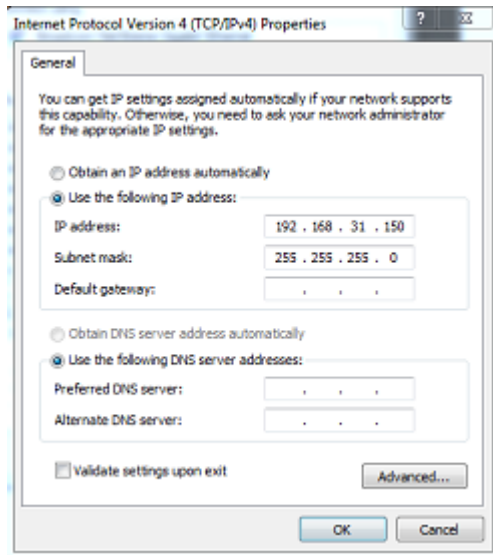 Internet Protocol Version 4 (TCP/IPv4) Properties
?
General
You can get IP settings assigned automatically if your network supports
this capability. Otherwise, you need to ask your network administrator
for the appropriate IP settings.
Obtain an IP address automatically
Use the following IP address:
IP address: 192 . 168 . 31 . 150
Subnet mask: 255 . 255 . 255 . 0
Default gateway: . . .
Obtain DNS server address automatically
Use the following DNS server addresses:
Preferred DNS server: . . .
Alternate DNS server: . . .
Validate settings upon exit
Advanced...
OK Cancel